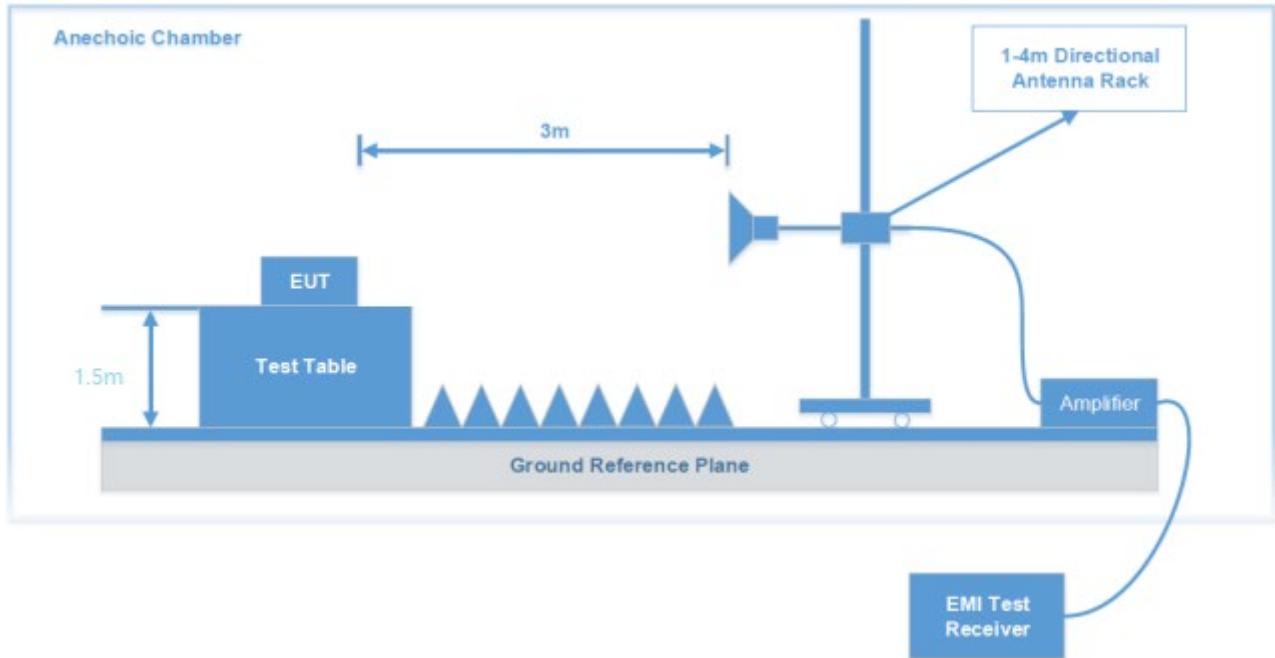 Anechoic Chamber
1-4m Directional
Antenna Rack
3m
EUT
Test Table
1.5m
Amplifier
Ground Reference Plane
EMI Test
Receiver